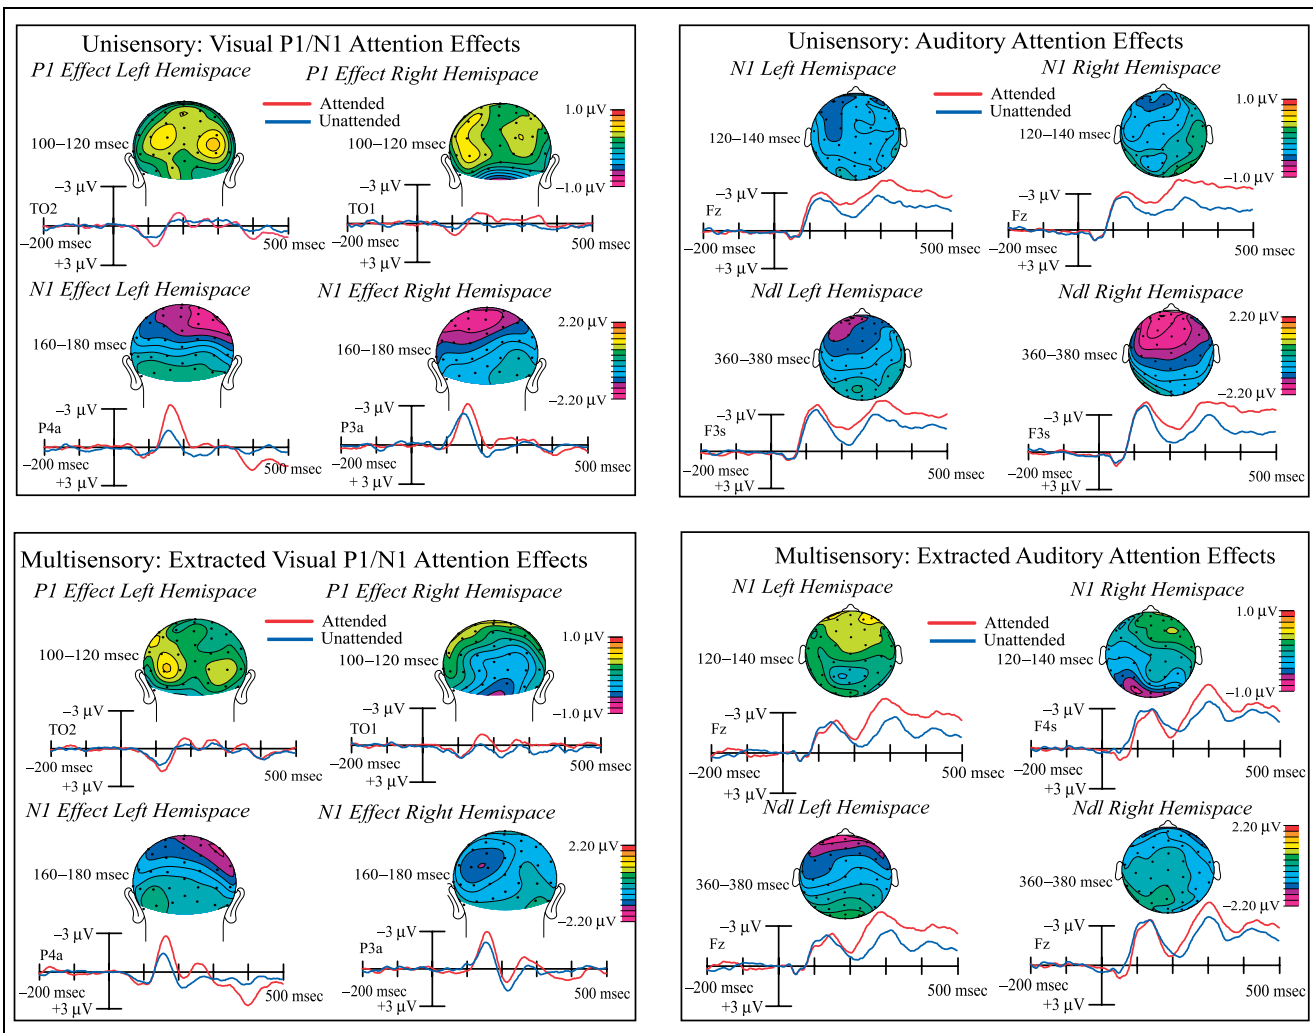 Unisensory: Visual P1/N1 Attention Effects
P1 Effect Left Hemispace
P1 Effect Right Hemispace
Attended
Unattended
100–120 msec
100–120 msec
1.0 µV
–1.0 µV
–3 µV
TO2
–200 msec
500 msec
+3 µV
–3 µV
TO1
–200 msec
500 msec
+3 µV
N1 Effect Left Hemispace
N1 Effect Right Hemispace
160–180 msec
160–180 msec
2.20 µV
–2.20 µV
–3 µV
P4a
–200 msec
500 msec
+3 µV
–3 µV
P3a
–200 msec
500 msec
+ 3 µV
Unisensory: Auditory Attention Effects
N1 Left Hemispace
N1 Right Hemispace
Attended
Unattended
120–140 msec
120–140 msec
1.0 µV
–1.0 µV
–3 µV
Fz
–200 msec
500 msec
+3 µV
–3 µV
Fz
–200 msec
500 msec
+3 µV
Ndl Left Hemispace
Ndl Right Hemispace
360–380 msec
360–380 msec
2.20 µV
–2.20 µV
–3 µV
F3s
–200 msec
500 msec
+3 µV
–3 µV
F3s
–200 msec
500 msec
+3 µV
Multisensory: Extracted Visual P1/N1 Attention Effects
P1 Effect Left Hemispace
P1 Effect Right Hemispace
Attended
Unattended
100–120 msec
100–120 msec
1.0 µV
–1.0 µV
–3 µV
TO2
–200 msec
500 msec
+3 µV
–3 µV
TO1
–200 msec
500 msec
+3 µV
N1 Effect Left Hemispace
N1 Effect Right Hemispace
160–180 msec
160–180 msec
2.20 µV
–2.20 µV
–3 µV
P4a
–200 msec
500 msec
+3 µV
–3 µV
P3a
–200 msec
500 msec
+3 µV
Multisensory: Extracted Auditory Attention Effects
N1 Left Hemispace
N1 Right Hemispace
Attended
Unattended
120–140 msec
120–140 msec
1.0 µV
–1.0 µV
–3 µV
Fz
–200 msec
500 msec
+3 µV
–3 µV
F4s
–200 msec
500 msec
+3 µV
Ndl Left Hemispace
Ndl Right Hemispace
360–380 msec
360–380 msec
2.20 µV
–2.20 µV
–3 µV
Fz
–200 msec
500 msec
+3 µV
–3 µV
Fz
–200 msec
500 msec
+3 µV